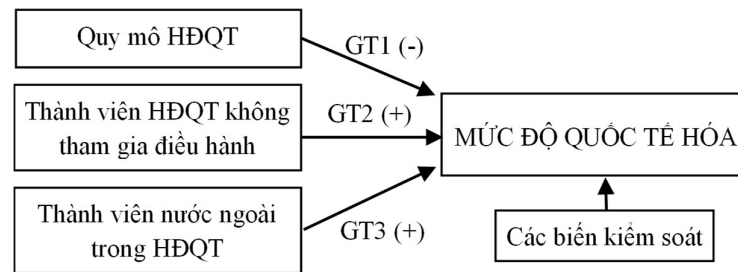 Quy mô HĐQT
GT1 (-)
Thành viên HĐQT không
tham gia điều hành
GT2 (+)
MỨC ĐỘ QUỐC TẾ HÓA
Thành viên nước ngoài
trong HĐQT
GT3 (+)
Các biến kiểm soát